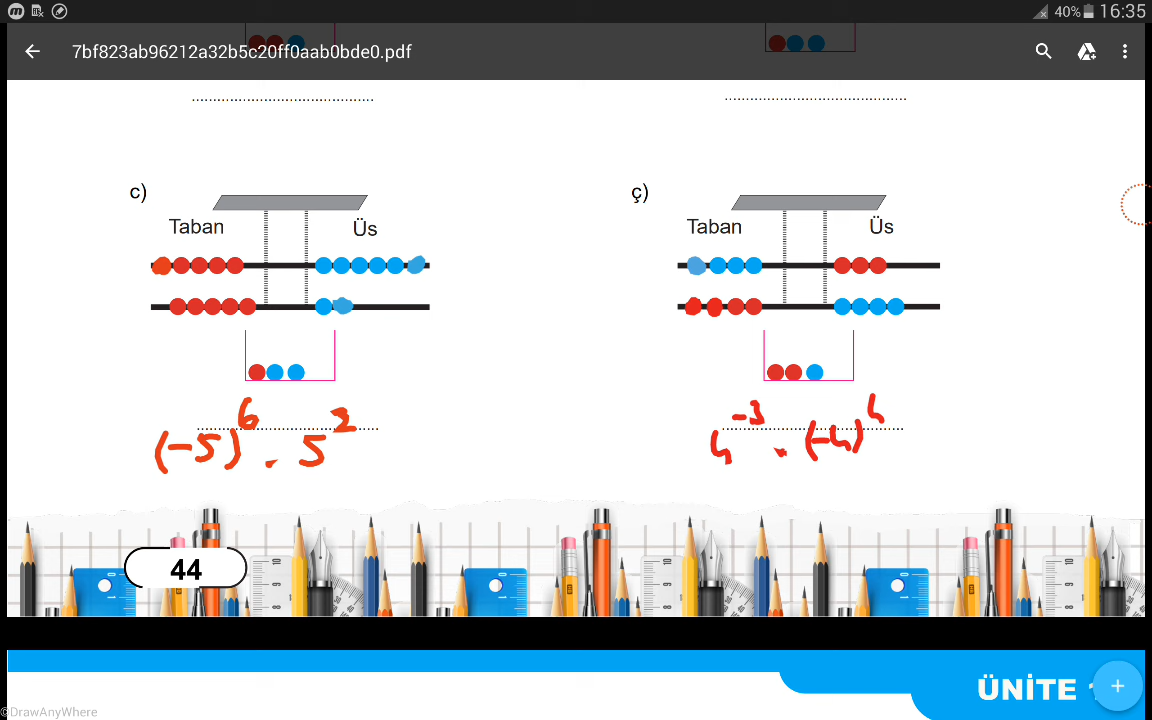 40% 16:35
7bf823ab96212a32b5c20ff0aab0bde0.pdf
c)
Taban Üs
(-5)⁶ . 5²
ç)
Taban Üs
4⁻³ . (-4)⁴
44
ÜNİTE
+
©DrawAnyWhere